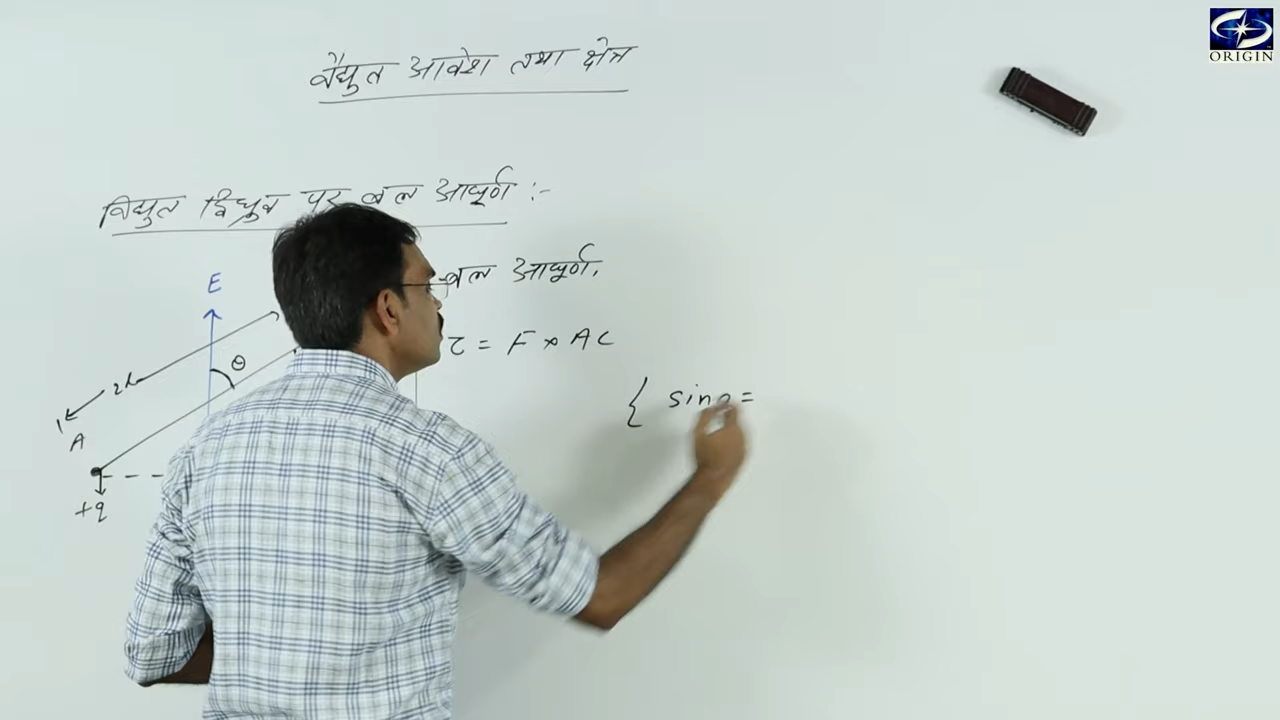 ORIGIN
वैद्युत आवेश तथा क्षेत्र
विद्युत द्विध्रुव पर बल आघूर्ण :-
बल आघूर्ण,
E
τ = F × AC
θ
2l
{ sinθ =
A
+q